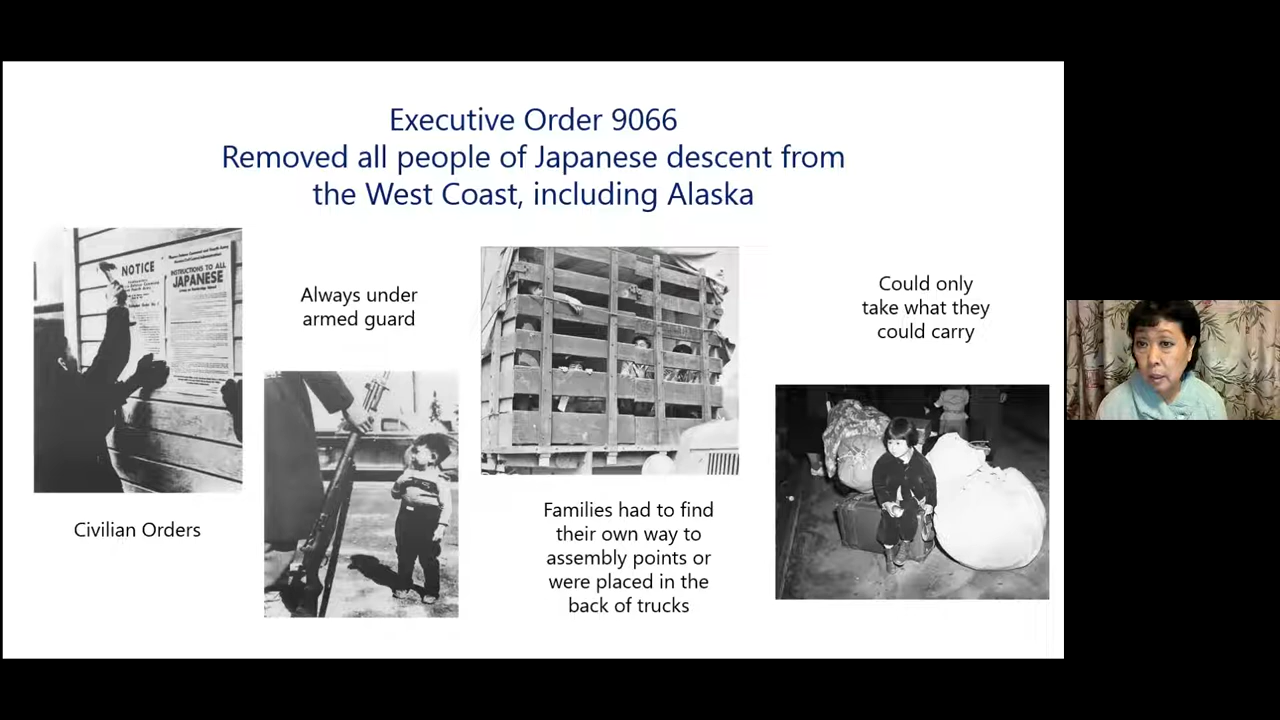 Executive Order 9066
Removed all people of Japanese descent from
the West Coast, including Alaska
NOTICE
INSTRUCTIONS TO ALL
JAPANESE
Civilian Orders
Always under
armed guard
Families had to find
their own way to
assembly points or
were placed in the
back of trucks
Could only
take what they
could carry